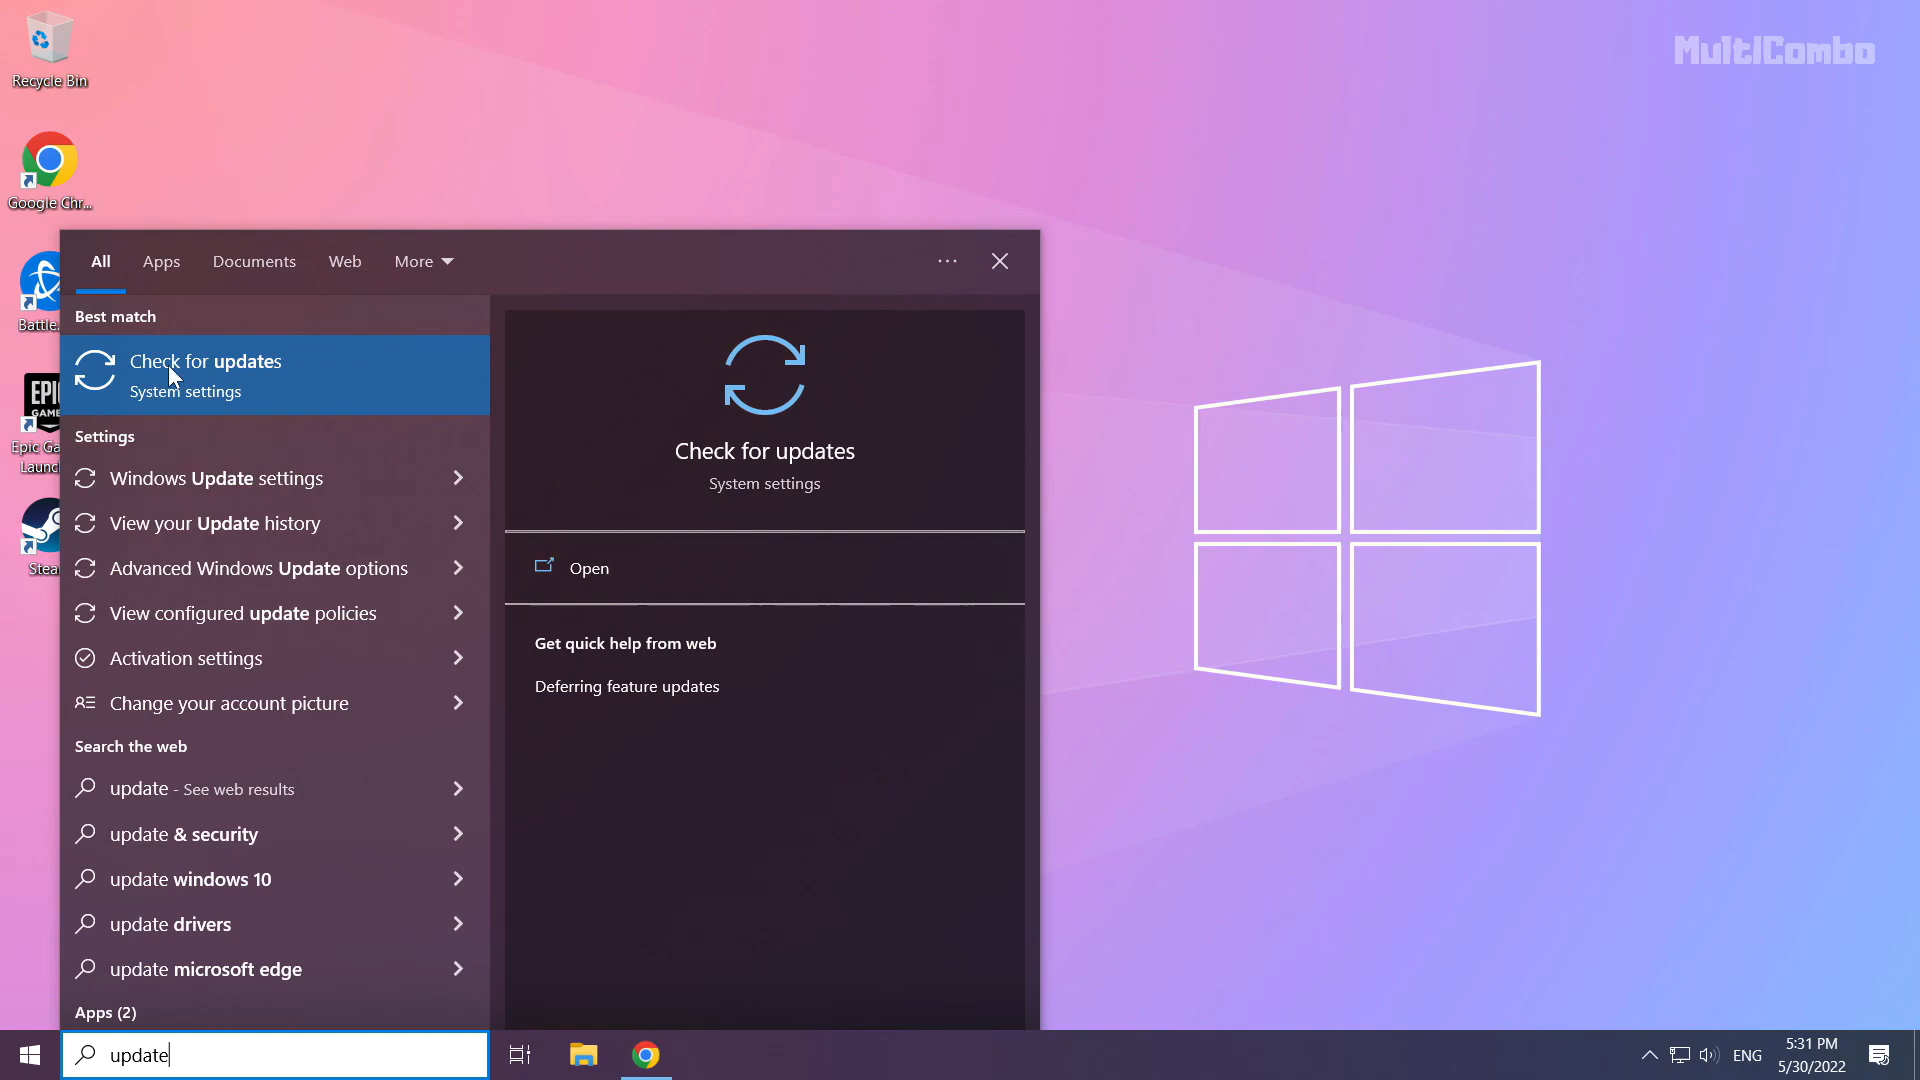 MultiCombo
Recycle Bin
Google Chr...
Battle.
EPIC
GAME
Epic Ga
Launc
Stea
All
Apps
Documents
Web
More
Best match
Check for updates
System settings
Settings
Windows Update settings
View your Update history
Advanced Windows Update options
View configured update policies
Activation settings
Change your account picture
Search the web
update - See web results
update & security
update windows 10
update drivers
update microsoft edge
Apps (2)
Check for updates
System settings
Open
Get quick help from web
Deferring feature updates
update
ENG
5:31 PM
5/30/2022